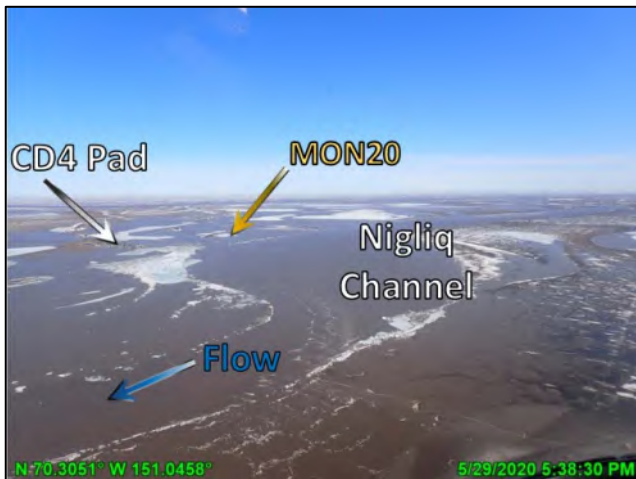 CD4 Pad
MON20
Nigliq
Channel
Flow
N 70.3051° W 151.0458°
5/29/2020 5:38:30 PM